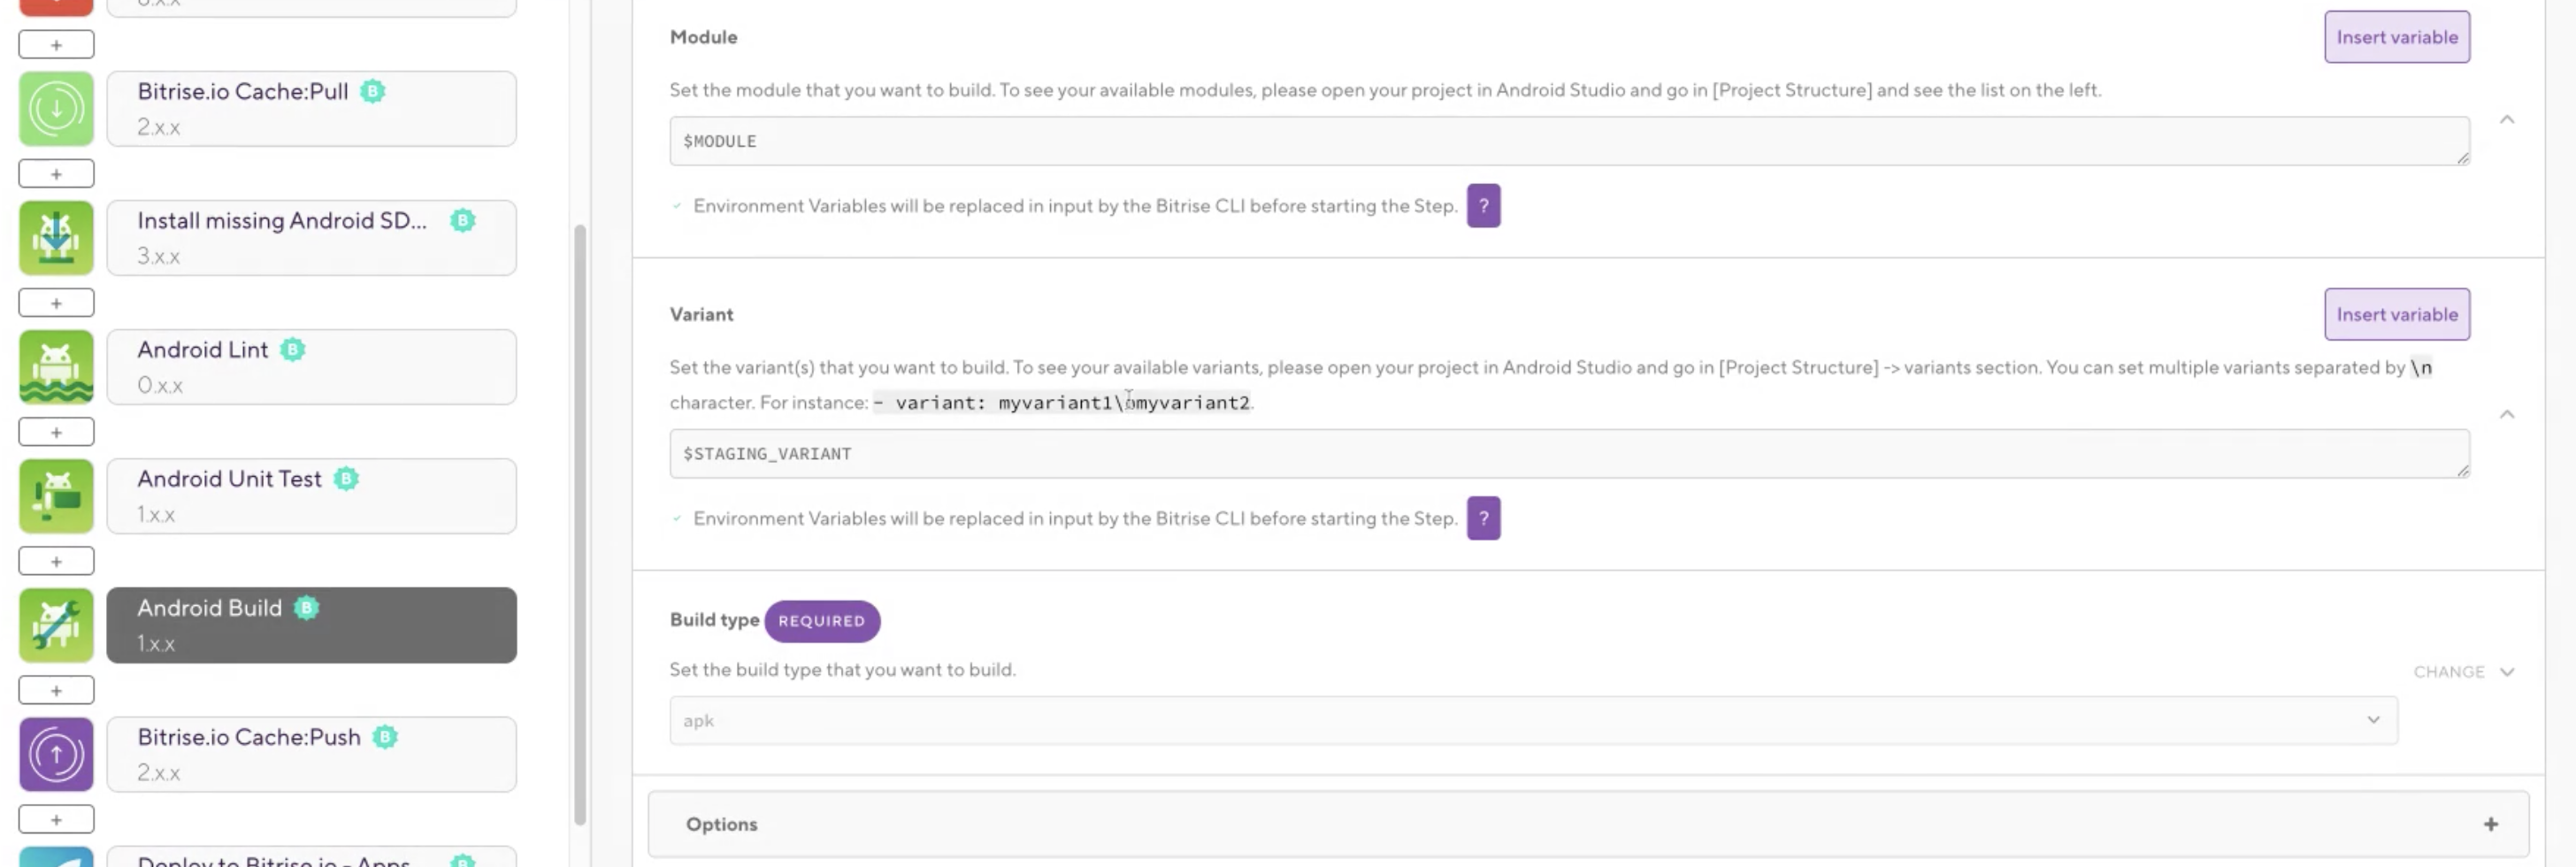 +
Bitrise.io Cache:Pull B
2.x.x
+
Install missing Android SD... B
3.x.x
+
Android Lint B
0.x.x
+
Android Unit Test B
1.x.x
+
Android Build B
1.x.x
+
Bitrise.io Cache:Push B
2.x.x
+
Deploy to Bitrise.io - Apps B
Module
Insert variable
Set the module that you want to build. To see your available modules, please open your project in Android Studio and go in [Project Structure] and see the list on the left.
$MODULE
Environment Variables will be replaced in input by the Bitrise CLI before starting the Step. ?
Variant
Insert variable
Set the variant(s) that you want to build. To see your available variants, please open your project in Android Studio and go in [Project Structure] -> variants section. You can set multiple variants separated by \n
character. For instance: - variant: myvariant1\nmyvariant2.
$STAGING_VARIANT
Environment Variables will be replaced in input by the Bitrise CLI before starting the Step. ?
Build type REQUIRED
Set the build type that you want to build.
CHANGE
apk
Options +